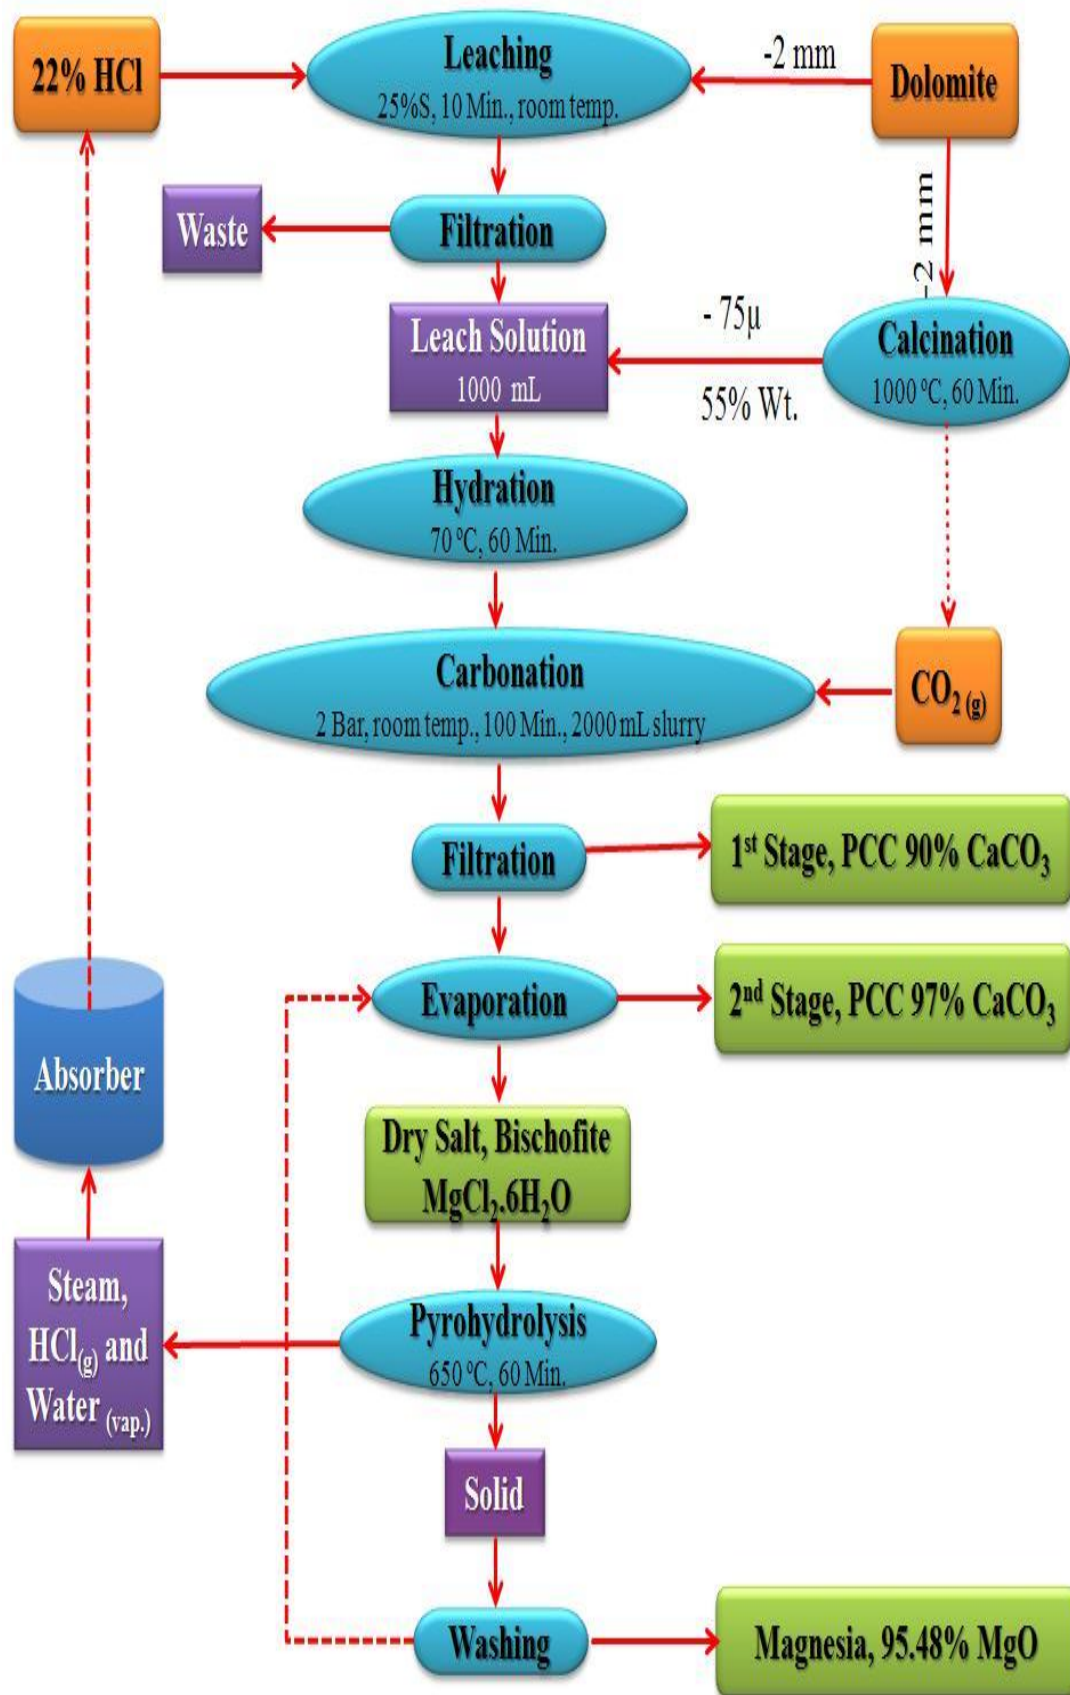 22% HCl
Leaching
25%S, 10 Min., room temp.
-2 mm
Dolomite
Waste
Filtration
-2 mm
Leach Solution
1000 mL
- 75µ
55% Wt.
Calcination
1000 ºC, 60 Min.
Hydration
70 ºC, 60 Min.
Carbonation
2 Bar, room temp., 100 Min., 2000 mL slurry
CO₂ (g)
Filtration
1st Stage, PCC 90% CaCO₃
Evaporation
2nd Stage, PCC 97% CaCO₃
Absorber
Dry Salt, Bischofite
MgCl₂.6H₂O
Steam,
HCl(g) and
Water (vap.)
Pyrohydrolysis
650 ºC, 60 Min.
Solid
Washing
Magnesia, 95.48% MgO